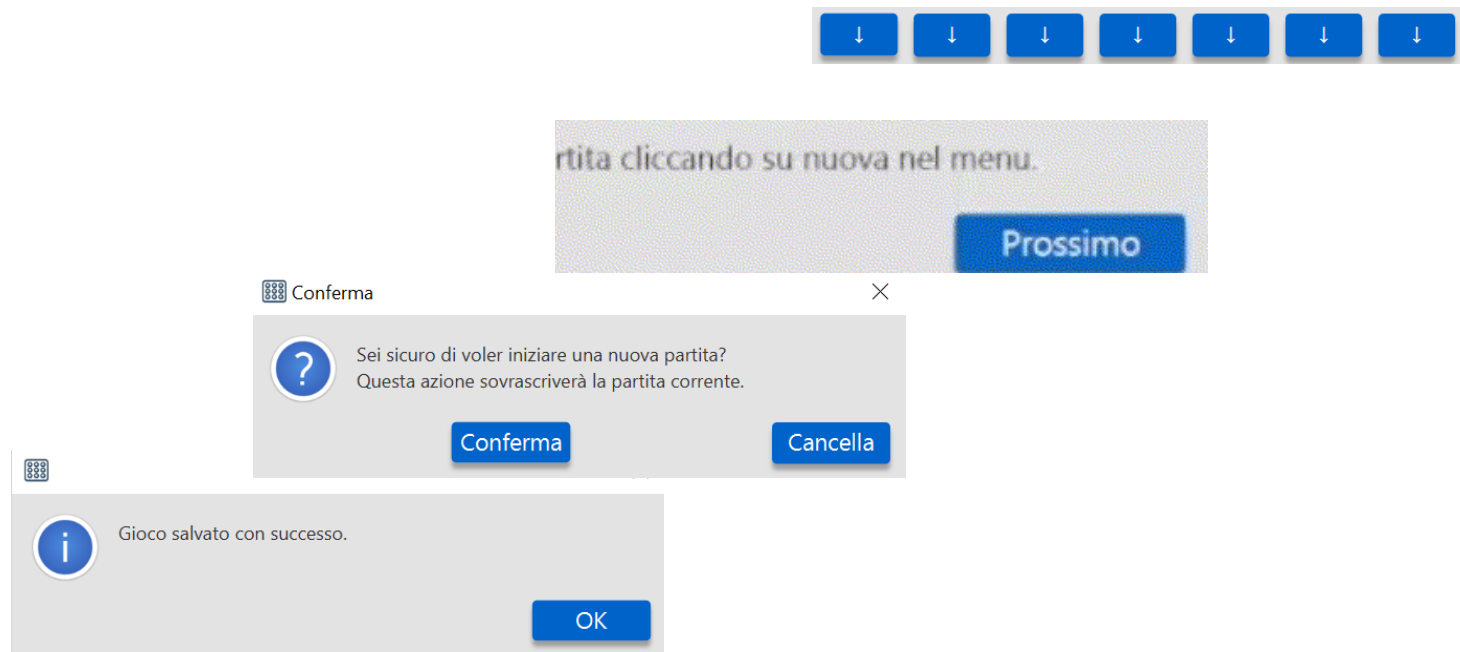 ↓ ↓ ↓ ↓ ↓ ↓ ↓
rtita cliccando su nuova nel menu.
Prossimo
Conferma
Sei sicuro di voler iniziare una nuova partita?
Questa azione sovrascriverà la partita corrente.
Conferma Cancella
Gioco salvato con successo.
OK